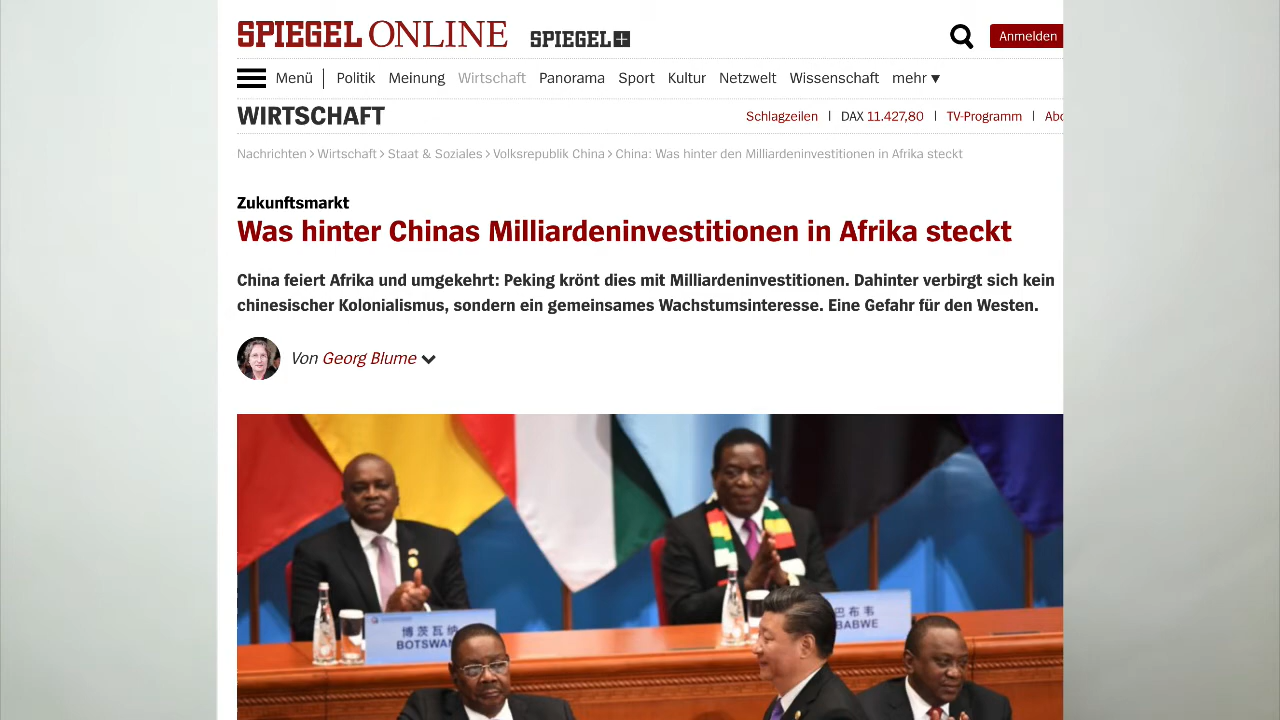 SPIEGEL ONLINE SPIEGEL+ Anmelden
Menü Politik Meinung Wirtschaft Panorama Sport Kultur Netzwelt Wissenschaft mehr
WIRTSCHAFT
Schlagzeilen | DAX 11.427,80 | TV-Programm |
Nachrichten > Wirtschaft > Staat & Soziales > Volksrepublik China > China: Was hinter den Milliardeninvestitionen in Afrika steckt
Zukunftsmarkt
Was hinter Chinas Milliardeninvestitionen in Afrika steckt
China feiert Afrika und umgekehrt: Peking krönt dies mit Milliardeninvestitionen. Dahinter verbirgt sich kein
chinesischer Kolonialismus, sondern ein gemeinsames Wachstumsinteresse. Eine Gefahr für den Westen.
Von Georg Blume
博茨瓦纳
BOTSWAN
巴布韦
BABWE